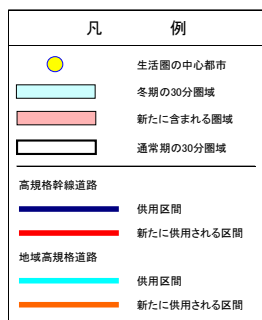 凡 例
生活圏の中心都市
冬期の30分圏域
新たに含まれる圏域
通常期の30分圏域
高規格幹線道路
供用区間
新たに供用される区間
地域高規格道路
供用区間
新たに供用される区間